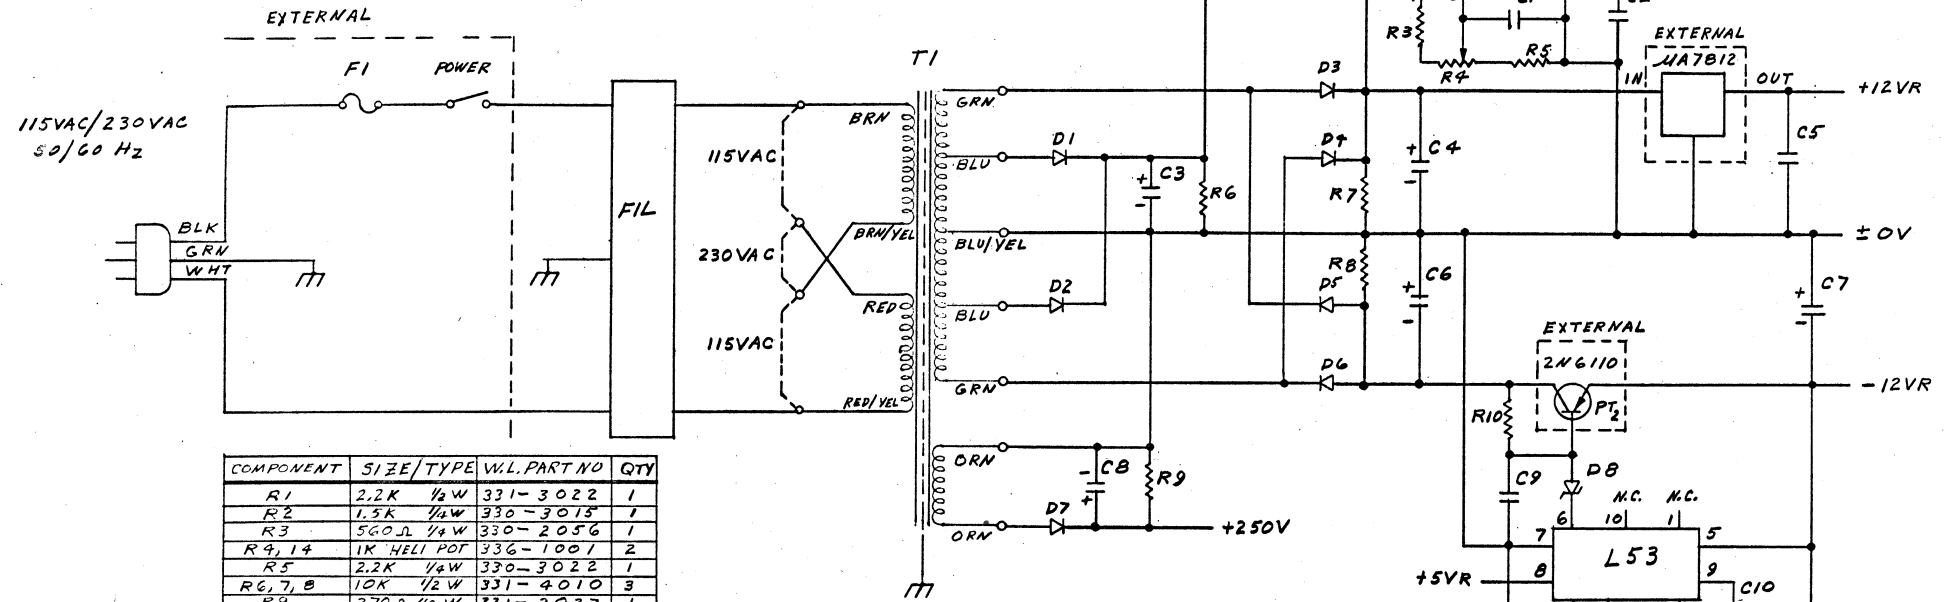 EXTERNAL
F1
POWER
115VAC/230VAC
50/60 Hz
BLK
GRN
WHT
FIL
115VAC
230VAC
115VAC
T1
BRN
BRN/YEL
RED
RED/YEL
GRN
BLU
BLU/YEL
BLU
GRN
ORN
ORN
D1
D2
+ C3
-
R6
- C8
+
R9
D7
+250V
D3
D4
R7
R8
D5
D6
R3
R4
R5
+ C4
-
C6
+
-
EXTERNAL
μA7812
IN
OUT
+12VR
C5
±0V
C7
+
-
EXTERNAL
2N6110
PT2
-12VR
R10
C9
D8
N.C.
N.C.
6
10
1
7
5
L53
+5VR
8
9
C10
COMPONENT SIZE/TYPE W.L. PART NO QTY
R1 2.2K 1/2W 331-3022 1
R2 1.5K 1/4W 330-3015 1
R3 560Ω 1/4W 330-2056 1
R4,14 1K HELI POT 336-1001 2
R5 2.2K 1/4W 330-3022 1
R6,7,8 10K 1/2W 331-4010 3